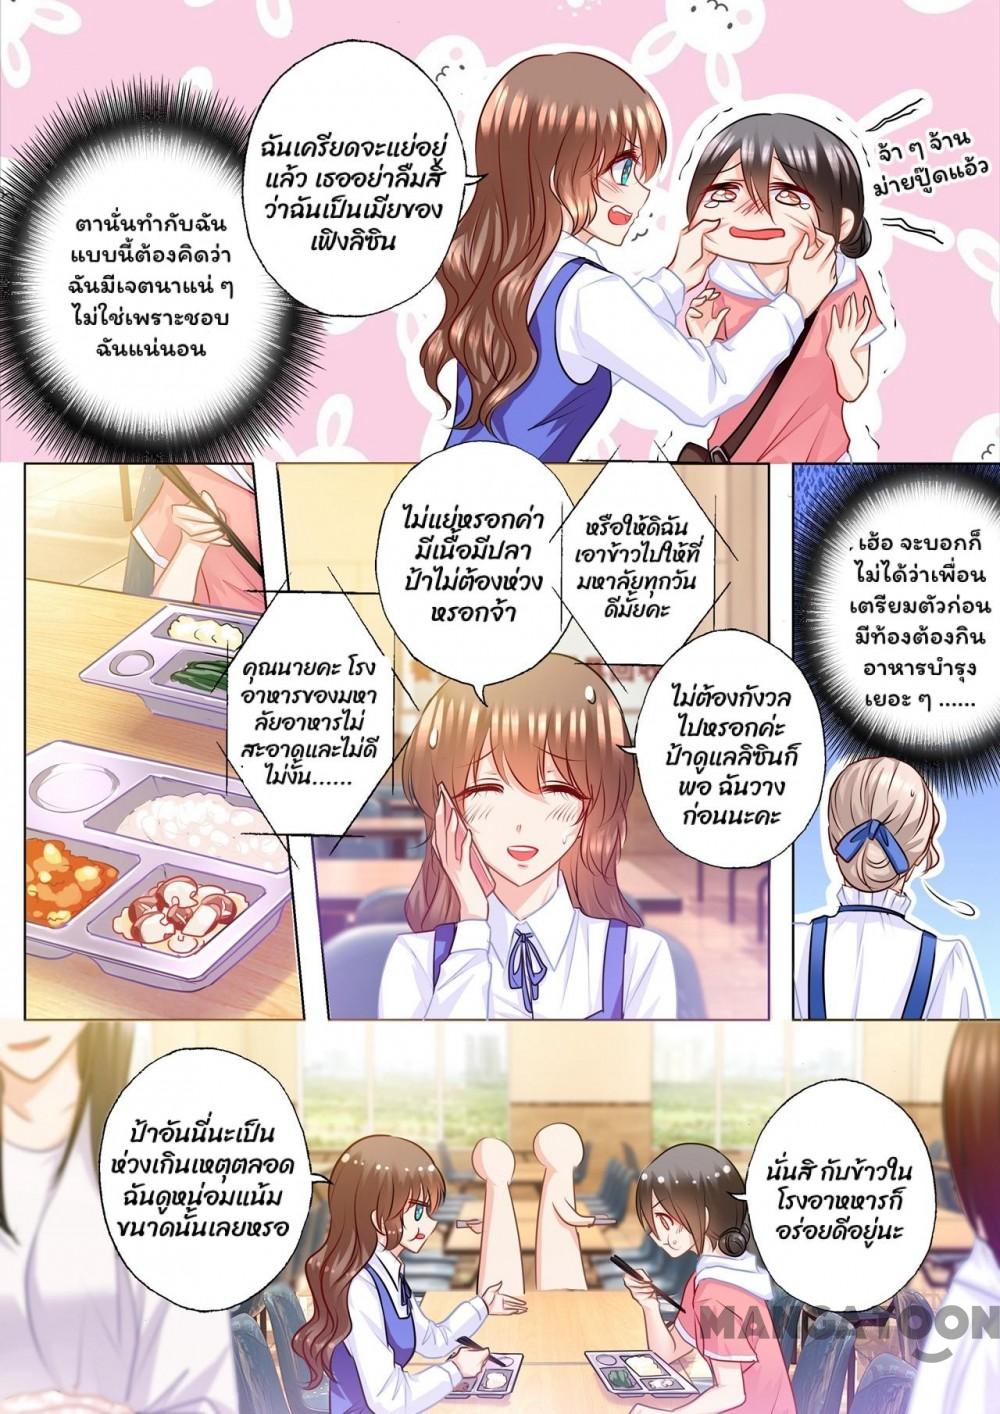 ฉันเครียดจะแย่อยู่
แล้ว เธออย่าลืมสิ
ว่าฉันเป็นเมียของ
เฟิงลิซิน
จ้า ๆ จ้าน
ม่ายปู๊ดแอ้ว
ตานั่นทำกับฉัน
แบบนี้ต้องคิดว่า
ฉันมีเจตนาแน่ ๆ
ไม่ใช่เพราะชอบ
ฉันแน่นอน
คุณนายคะ โรง
อาหารของมหา
ลัยอาหารไม่
สะอาดและไม่ดี
ไม่งั้น......
ไม่แย่หรอกค่า
มีเนื้อมีปลา
ป้าไม่ต้องห่วง
หรอกจ้า
หรือให้ดิฉัน
เอาข้าวไปให้ที่
มหาลัยทุกวัน
ดีมั้ยคะ
ไม่ต้องกังวล
ไปหรอกค่ะ
ป้าดูแลลิซินก็
พอ ฉันวาง
ก่อนนะคะ
เฮ้อ จะบอกก็
ไม่ได้ว่าเพื่อน
เตรียมตัวก่อน
มีท้องต้องกิน
อาหารบำรุง
เยอะ ๆ ......
ป้าอันนี่นะเป็น
ห่วงเกินเหตุตลอด
ฉันดูหน่อมแน้ม
ขนาดนั้นเลยหรอ
นั่นสิ กับข้าวใน
โรงอาหหารก็
อร่อยดีอยู่นะ
MANGATOON